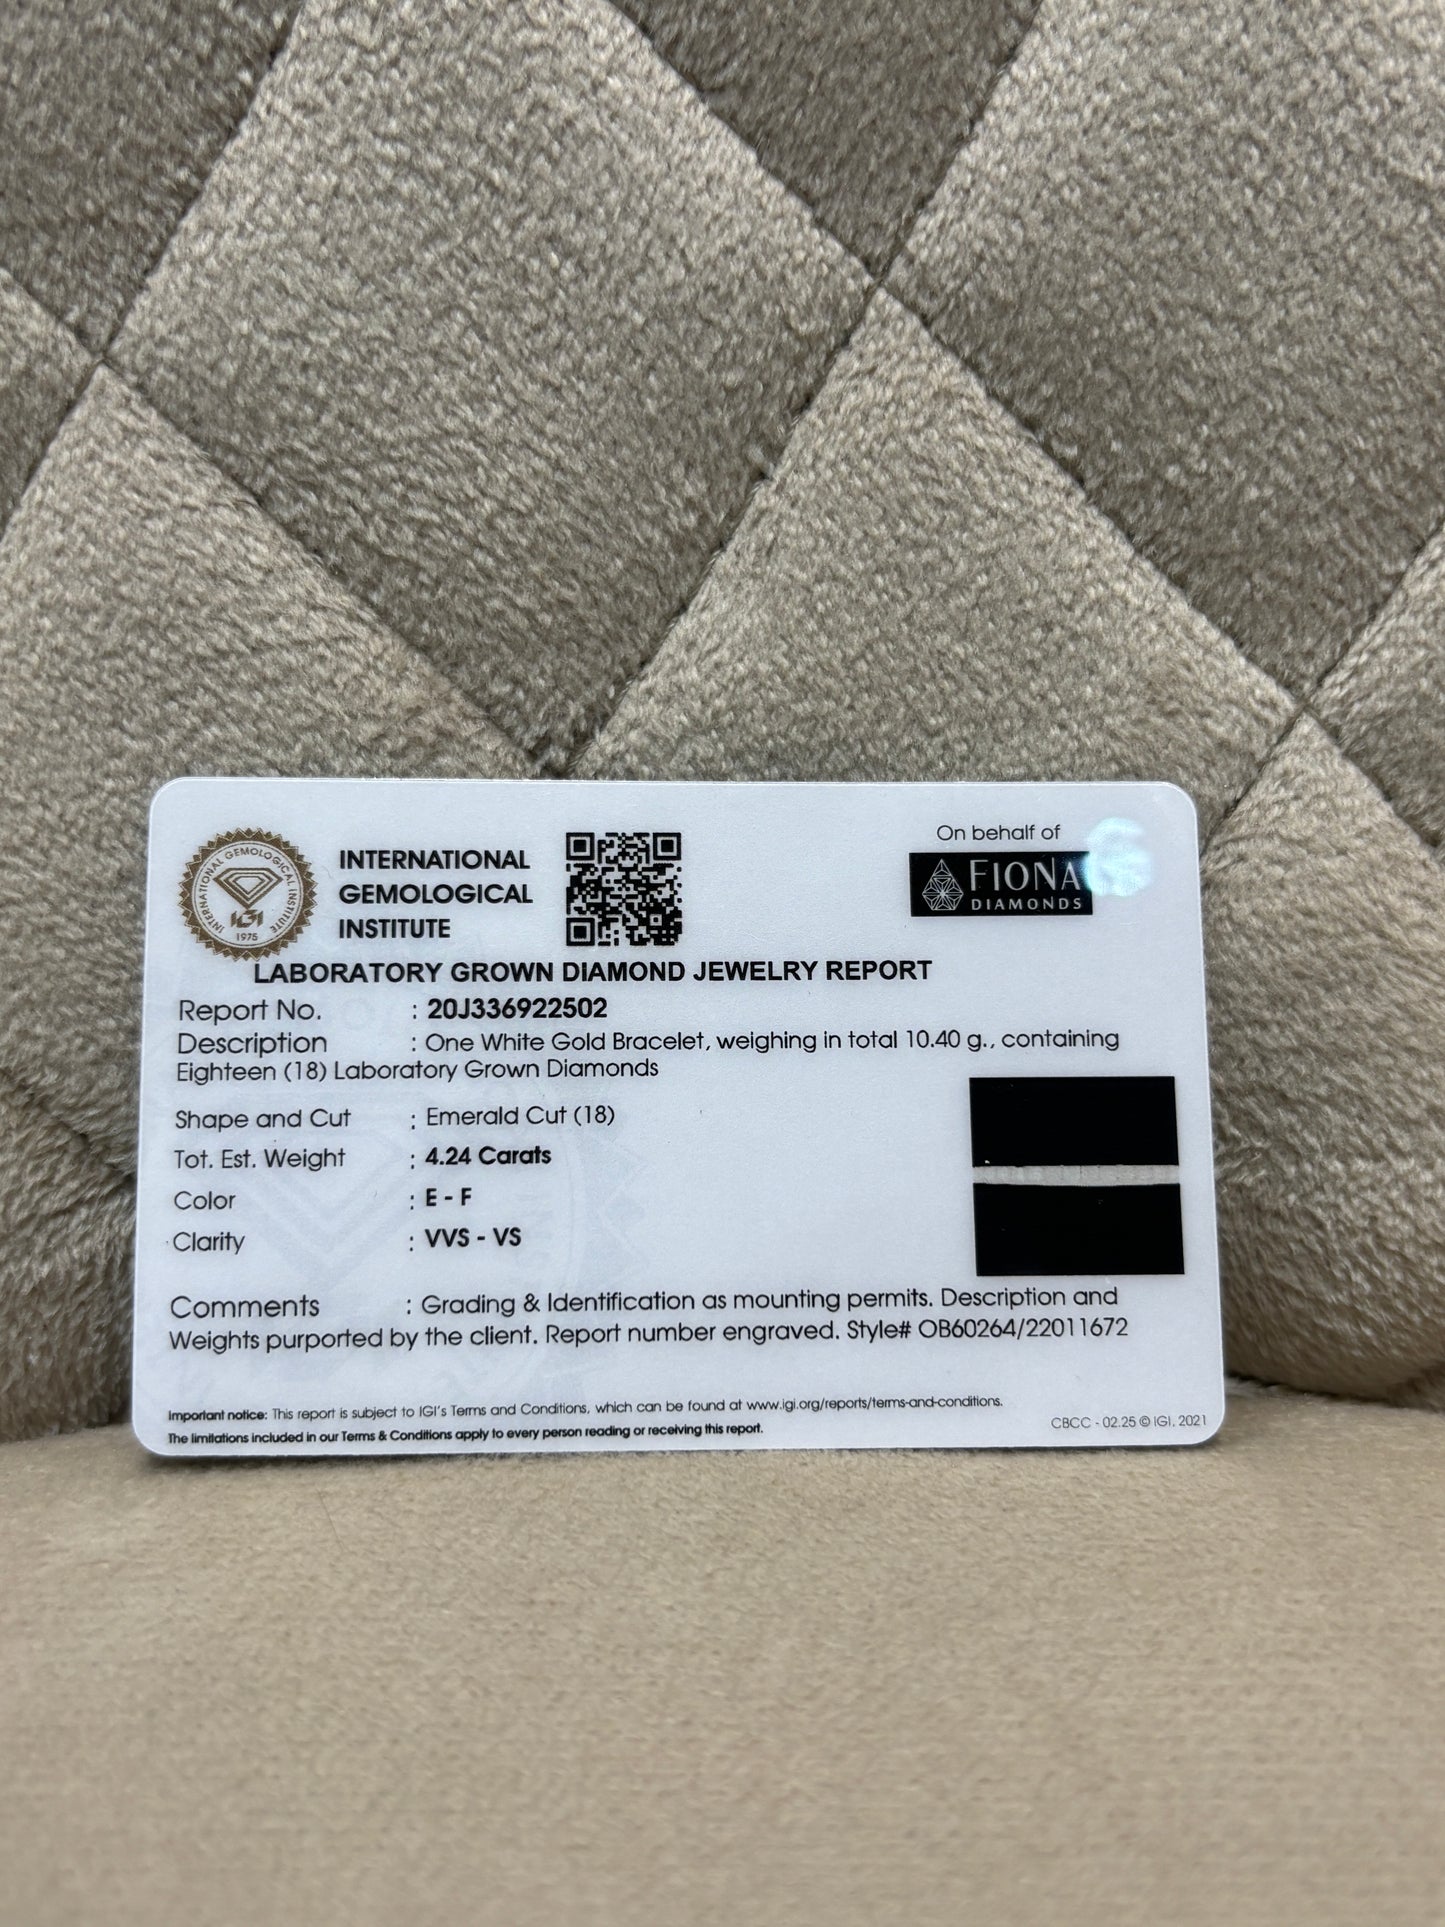 INTERNATIONAL GEMOLOGICAL INSTITUTE
IGI
1975
INTERNATIONAL
GEMOLOGICAL
INSTITUTE
On behalf of
FIONA
DIAMONDS
LABORATORY GROWN DIAMOND JEWELRY REPORT
Report No. : 20J336922502
Description : One White Gold Bracelet, weighing in total 10.40 g., containing
Eighteen (18) Laboratory Grown Diamonds
Shape and Cut : Emerald Cut (18)
Tot. Est. Weight : 4.24 Carats
Color : E - F
Clarity : VVS - VS
Comments : Grading & Identification as mounting permits. Description and
Weights purported by the client. Report number engraved. Style# OB60264/22011672
Important notice: This report is subject to IGI's Terms and Conditions, which can be found at www.igi.org/reports/terms-and-conditions.
The limitations included in our Terms & Conditions apply to every person reading or receiving this report.
CBCC - 02.25 © IGI, 2021